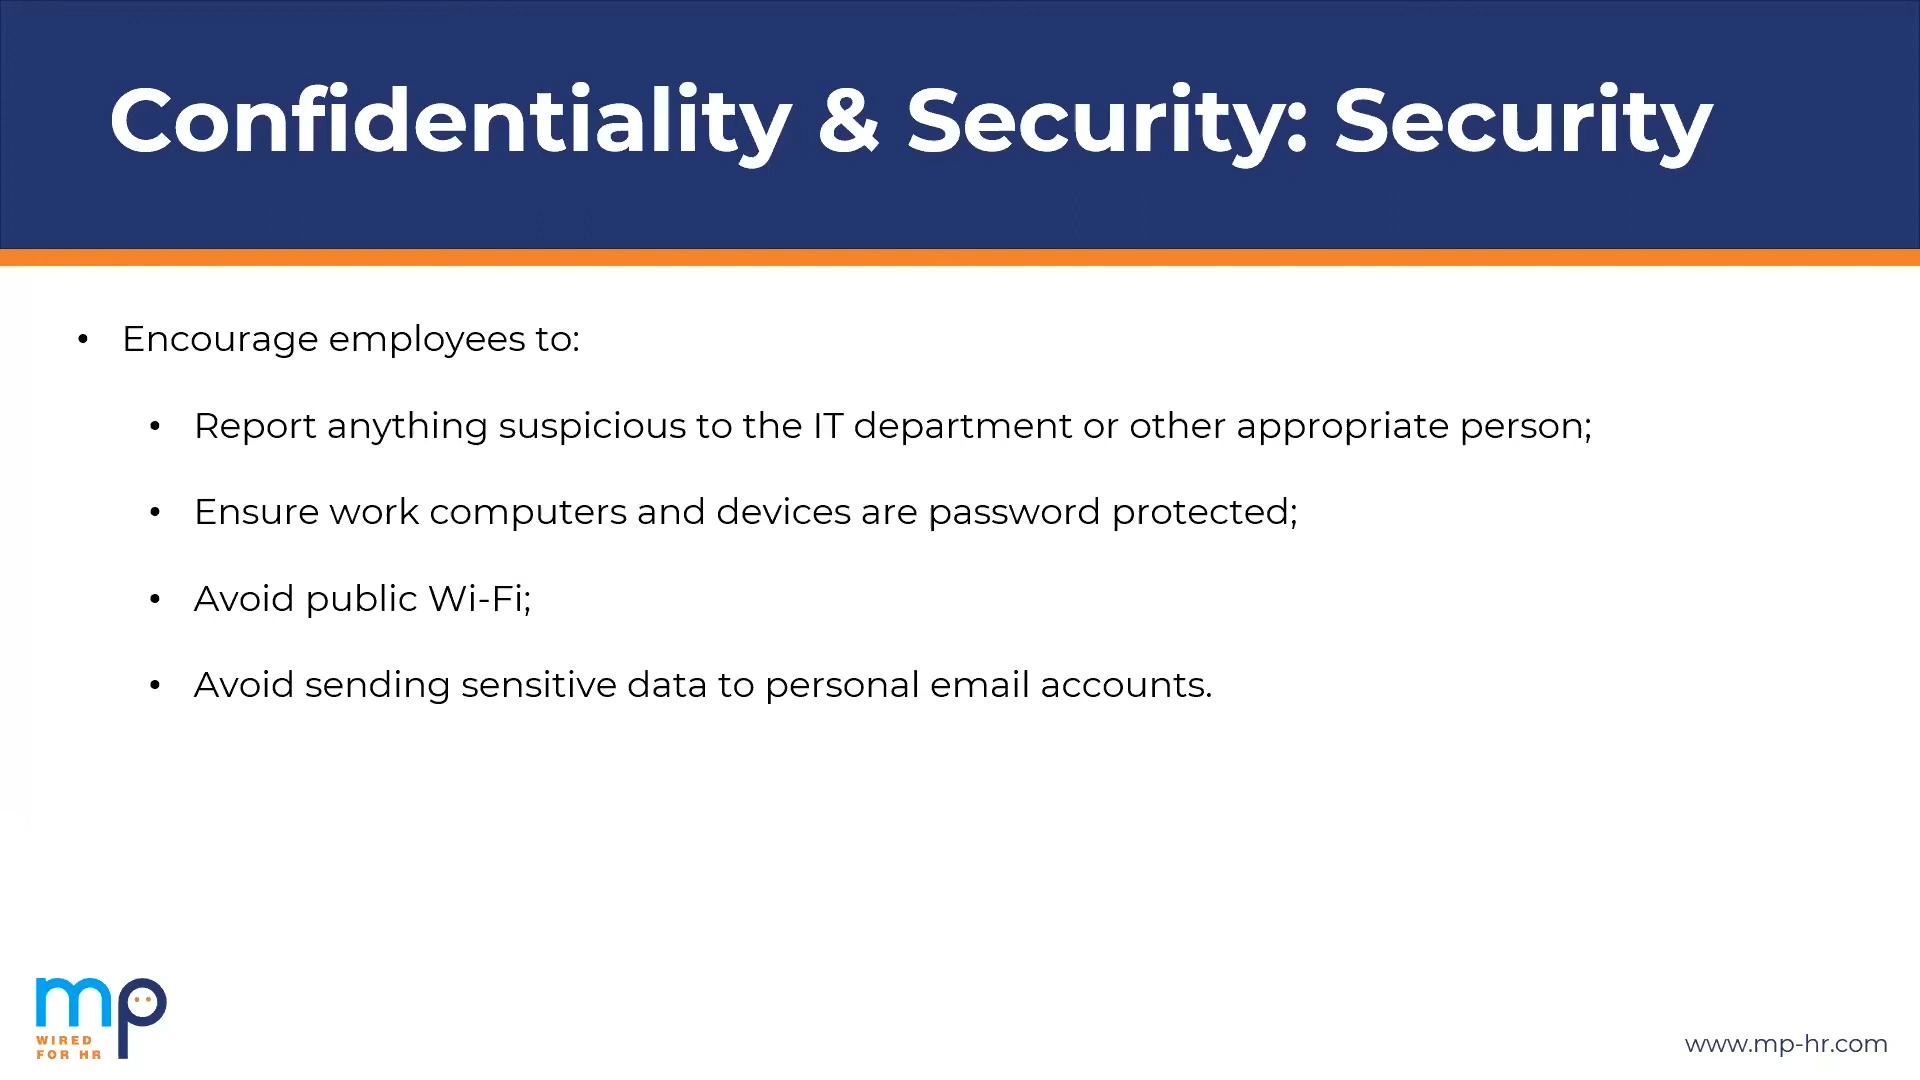 Confidentiality & Security: Security
• Encourage employees to:
• Report anything suspicious to the IT department or other appropriate person;
• Ensure work computers and devices are password protected;
• Avoid public Wi-Fi;
• Avoid sending sensitive data to personal email accounts.
mp
WIRED
FOR HR
www.mp-hr.com